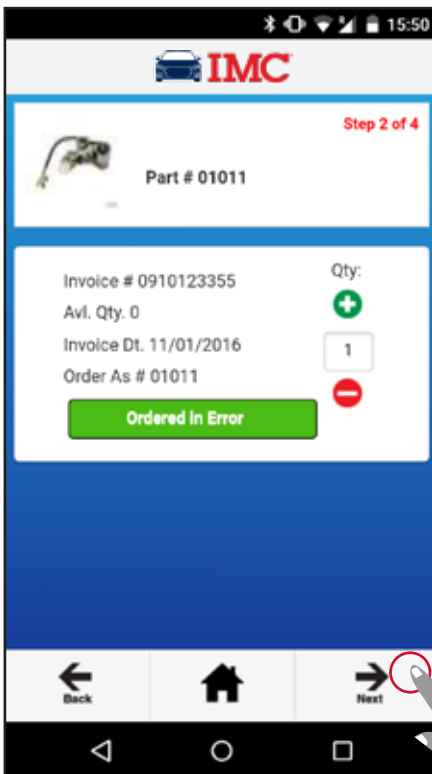 15:50
IMC
Step 2 of 4
Part # 01011
Invoice # 0910123355
Qty:
Avl. Qty. 0
Invoice Dt. 11/01/2016
1
Order As # 01011
Ordered in Error
Back
Next